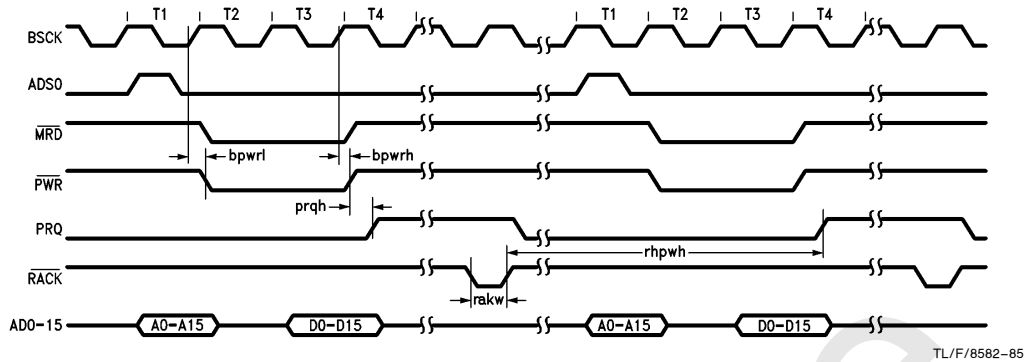 T1 T2 T3 T4 T1 T2 T3 T4
BSCK
ADS0
MRD
bpwrl bpwrh
PWR
prqh
PRQ
rhpwh
RACK
rakw
AD0-15 A0-A15 D0-D15 A0-A15 D0-D15
TL/F/8582-85